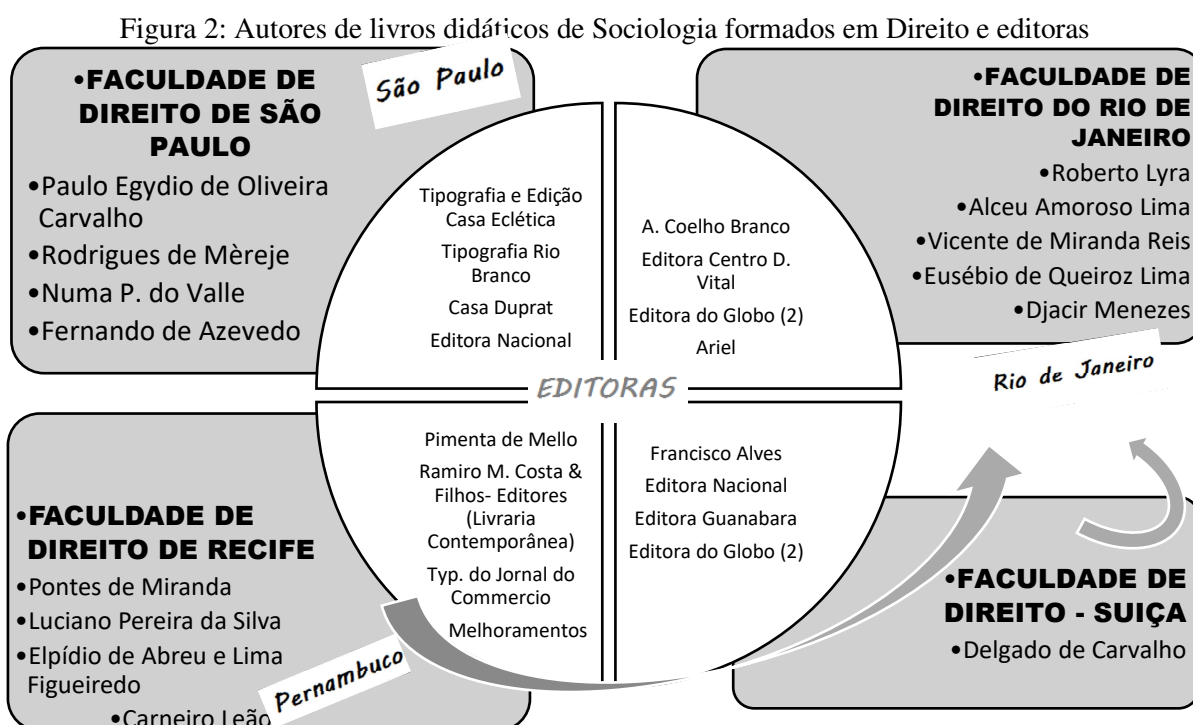 Figura 2: Autores de livros didáticos de Sociologia formados em Direito e editoras
•FACULDADE DE
DIREITO DE SÃO
PAULO
•Paulo Egydio de Oliveira
Carvalho
•Rodrigues de Mèreje
•Numa P. do Valle
•Fernando de Azevedo
São Paulo
Tipografia e Edição
Casa Eclética
Tipografia Rio
Branco
Casa Duprat
Editora Nacional
A. Coelho Branco
Editora Centro D.
Vital
Editora do Globo (2)
Ariel
•FACULDADE DE
DIREITO DO RIO DE
JANEIRO
•Roberto Lyra
•Alceu Amoroso Lima
•Vicente de Miranda Reis
•Eusébio de Queiroz Lima
•Djacir Menezes
Rio de Janeiro
EDITORAS
•FACULDADE DE
DIREITO DE RECIFE
•Pontes de Miranda
•Luciano Pereira da Silva
•Elpídio de Abreu e Lima
Figueiredo
•Carneiro Leão
Pernambuco
Pimenta de Mello
Ramiro M. Costa &
Filhos- Editores
(Livraria
Contemporânea)
Typ. do Jornal do
Commercio
Melhoramentos
Francisco Alves
Editora Nacional
Editora Guanabara
Editora do Globo (2)
•FACULDADE DE
DIREITO - SUIÇA
•Delgado de Carvalho